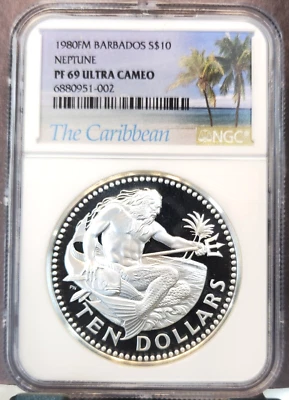 1980FM BARBADOS S$10
NEPTUNE
PF 69 ULTRA CAMEO
6880951-002
The Caribbean
NGC
TEN DOLLARS